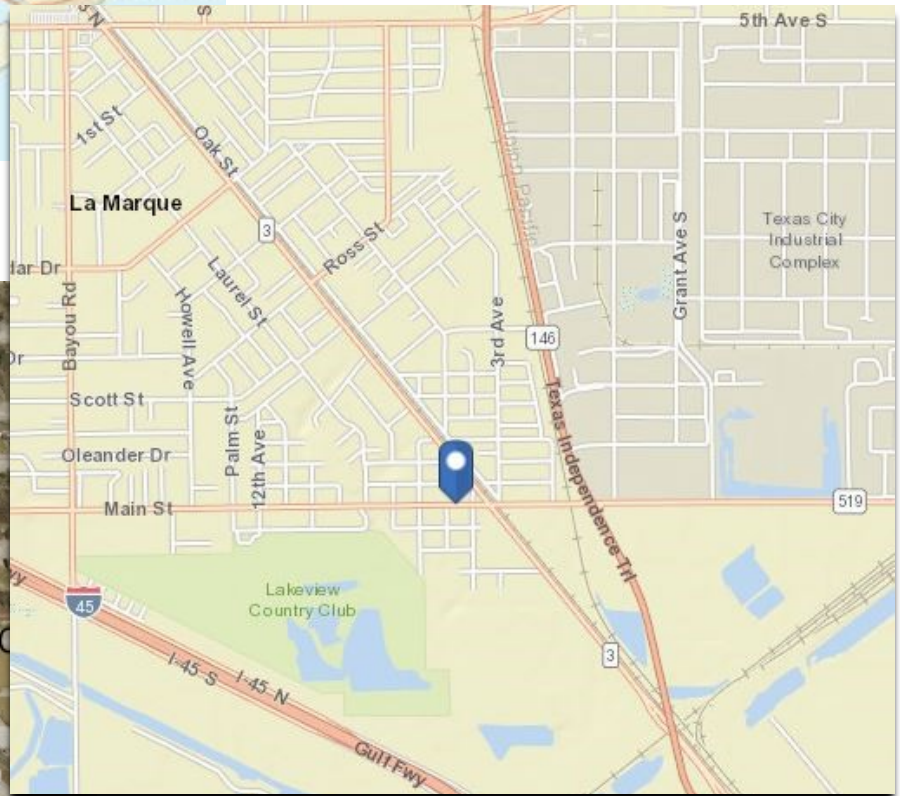 5th Ave S
1st St
Oak St
La Marque
3
Ross St
Union Pacific
Texas City
Industrial
Complex
Grant Ave S
Laurel St
Howell Ave
Bayou Rd
3rd Ave
146
Scott St
Palm St
12th Ave
Oleander Dr
Main St
Texas Independence Trl
519
Lakeview
Country Club
45
I-45 S
I-45 N
3
Gulf Fwy